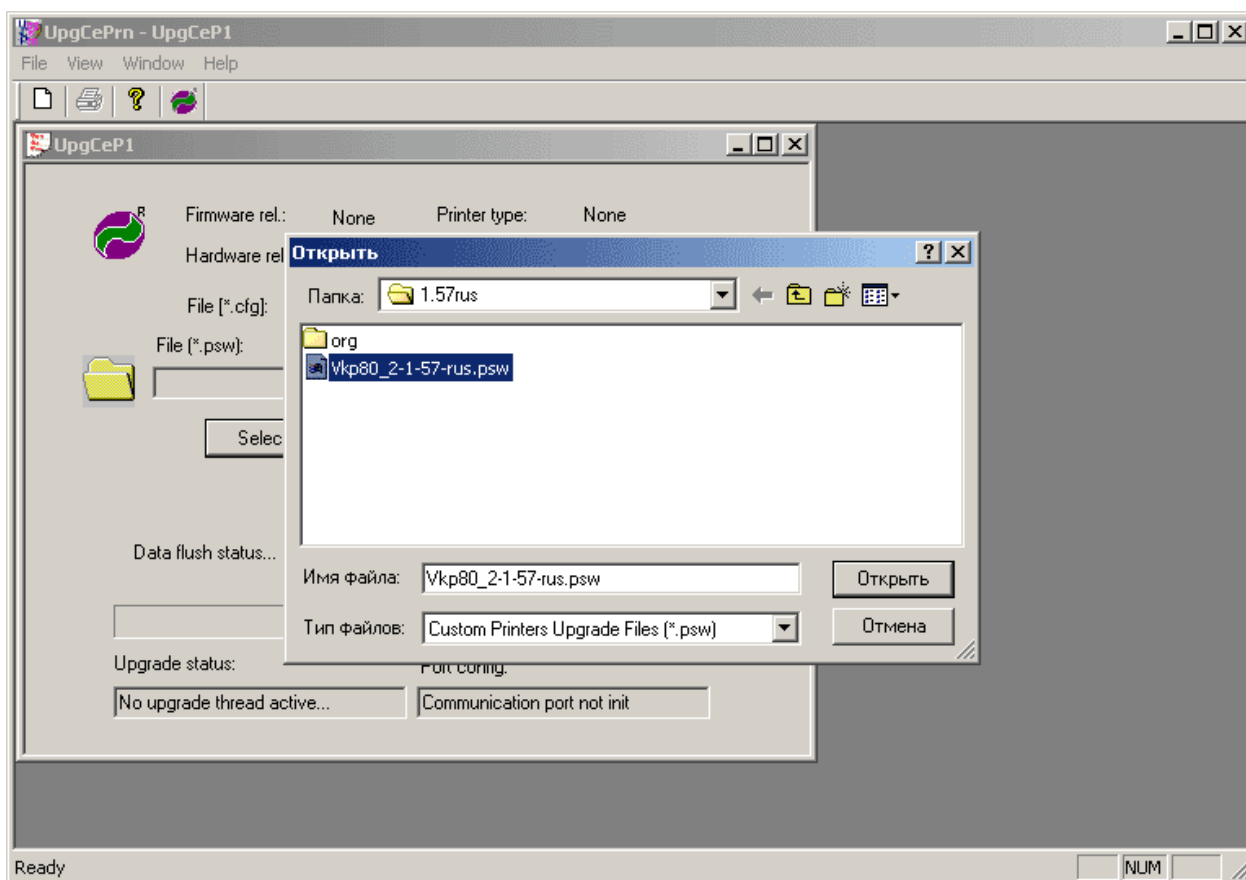 UpgCePrn - UpgCeP1
File View Window Help
UpgCeP1
R
Firmware rel.: None Printer type: None
Hardware rel
File [*.cfg]:
File (*.psw):
Selec
Data flush status...
Upgrade status: Port config:
No upgrade thread active... Communication port not init
Открыть
Папка: 1.57rus
org
Vkp80_2-1-57-rus.psw
Имя файла: Vkp80_2-1-57-rus.psw Открыть
Тип файлов: Custom Printers Upgrade Files (*.psw) Отмена
Ready NUM